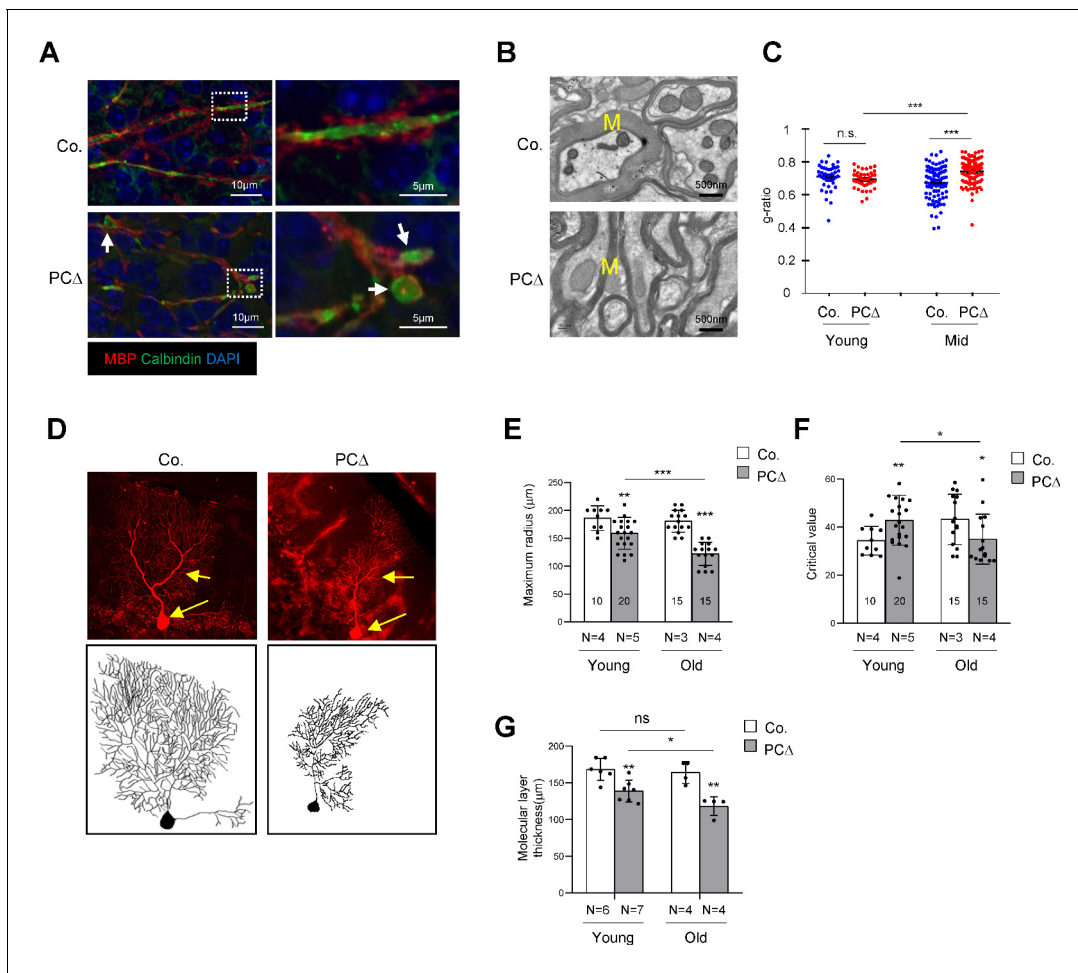 A
Co.
10µm
5µm
PCΔ
10µm
5µm
MBP Calbindin DAPI
B
Co.
M
500nm
PCΔ
M
500nm
C
***
n.s.
***
1
0.8
0.6
0.4
0.2
0
g-ratio
Co. PCΔ Co. PCΔ
Young Mid
D
Co. PCΔ
E
Co.
PCΔ
***
** ***
250
200
150
100
50
0
Maximum radius (µm)
10 20 15 15
N=4 N=5 N=3 N=4
Young Old
F
Co.
PCΔ
*
** *
60
40
20
0
Critical value
10 20 15 15
N=4 N=5 N=3 N=4
Young Old
G
Co.
PCΔ
ns
*
** **
200
150
100
50
0
Molecular layer
thickness(µm)
N=6 N=7 N=4 N=4
Young Old